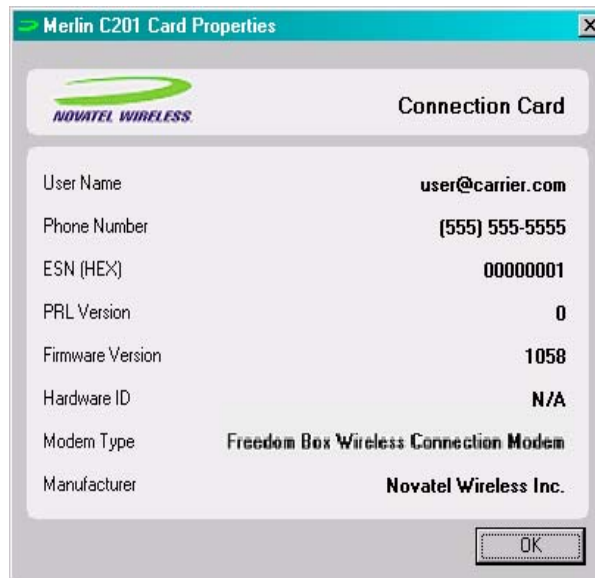 Merlin C201 Card Properties
NOVATEL WIRELESS.
Connection Card
User Name user@carrier.com
Phone Number (555) 555-5555
ESN (HEX) 00000001
PRL Version 0
Firmware Version 1058
Hardware ID N/A
Modem Type Freedom Box Wireless Connection Modem
Manufacturer Novatel Wireless Inc.
OK